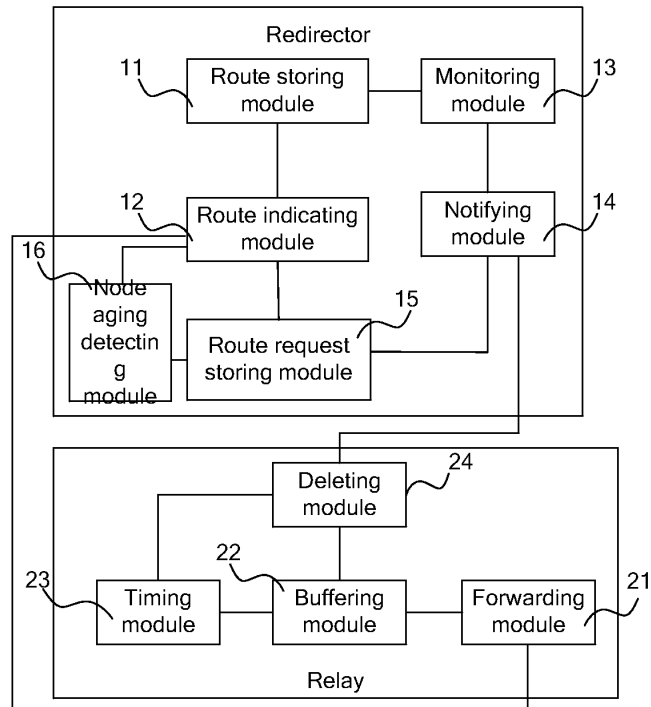 Redirector
11
Route storing
module
Monitoring
module
13
12
Route indicating
module
Notifying
module
14
16
Node
aging
detectin
g
module
15
Route request
storing module
Deleting
module
24
23
Timing
module
22
Buffering
module
Forwarding
module
21
Relay